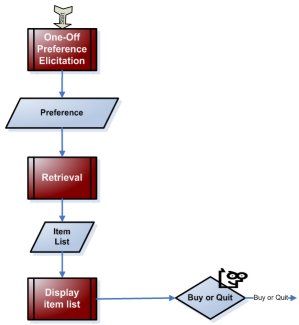 One-Off
Preference
Elicitation
Preference
Retrieval
Item
List
Display
item list
Buy or Quit
Buy or Quit